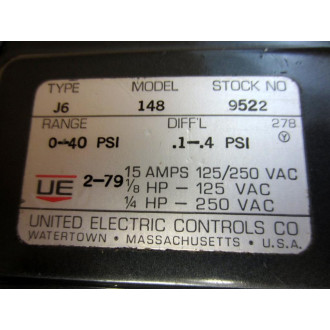 TYPE MODEL STOCK NO
J6 148 9522
RANGE DIFF'L 278
0-40 PSI .1-.4 PSI Y
15 AMPS 125/250 VAC
UE 2-79 1/8 HP - 125 VAC
1/4 HP - 250 VAC
UNITED ELECTRIC CONTROLS CO
WATERTOWN • MASSACHUSETTS • U.S.A.